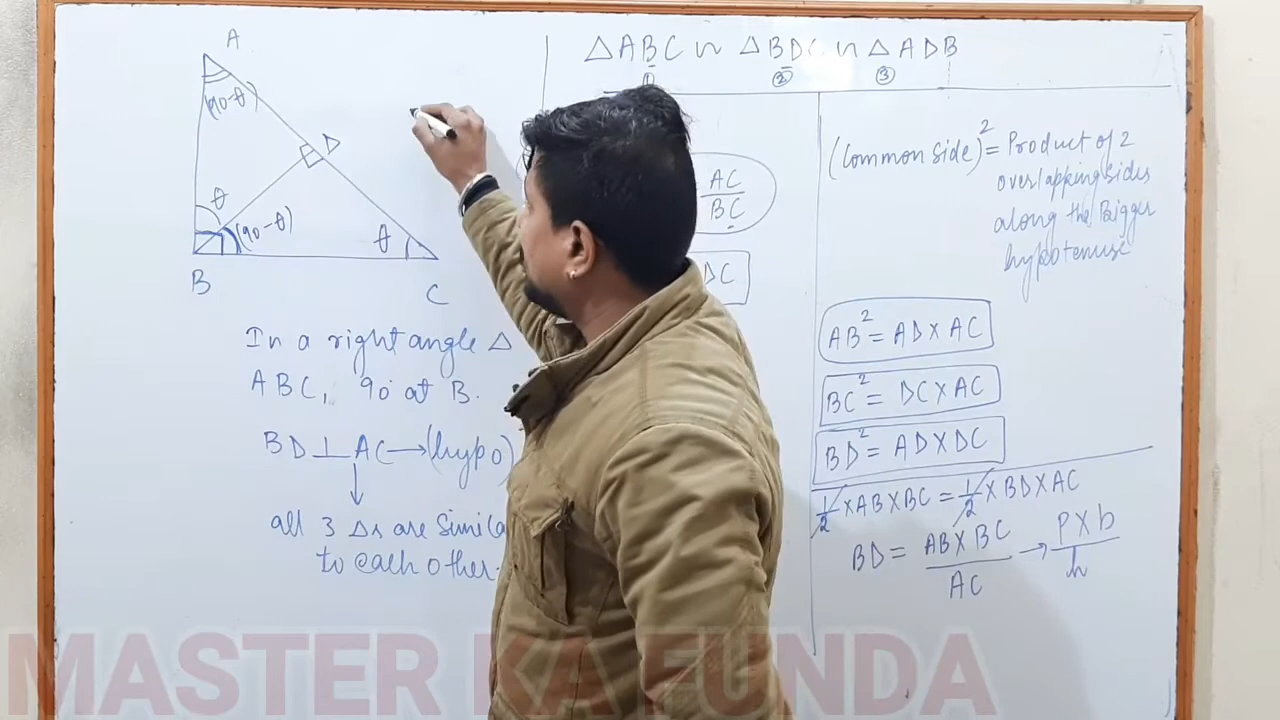 A
(90-θ)
D
θ
(90-θ)
θ
B
C
In a right angle △
ABC, 90° at B.
BD ⊥ AC → (hypo)
↓
all 3 △s are simila
to each other.
△ABC ~ △BDC ~ △ADB
① ② ③
AC
BC
DC
(Common side)² = Product of 2
overlapping sides
along the Bigger
hypotenuse
AB² = AD × AC
BC² = DC × AC
BD² = AD × DC
1/2 × AB × BC = 1/2 × BD × AC
BD = AB × BC / AC → P × b / h
MASTER KA FUNDA